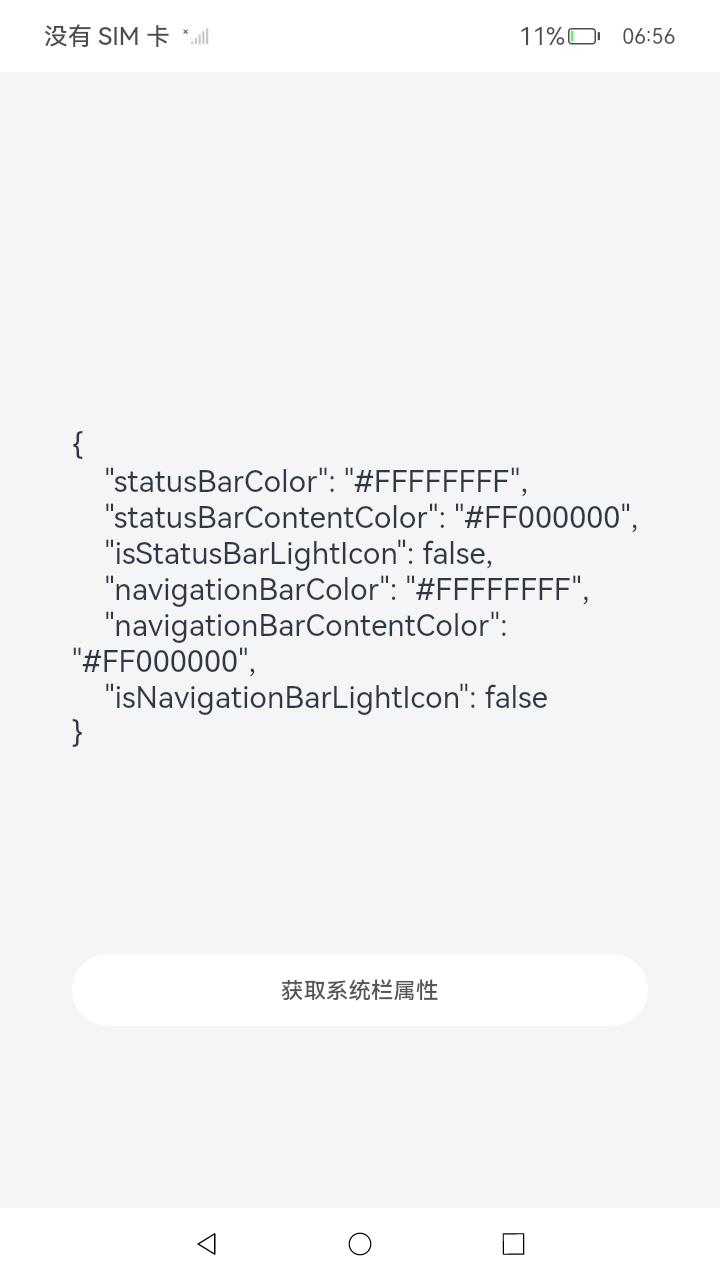 没有 SIM 卡
11%
06:56
{
"statusBarColor": "#FFFFFFFF",
"statusBarContentColor": "#FF000000",
"isStatusBarLightIcon": false,
"navigationBarColor": "#FFFFFFFF",
"navigationBarContentColor":
"#FF000000",
"isNavigationBarLightIcon": false
}
获取系统栏属性